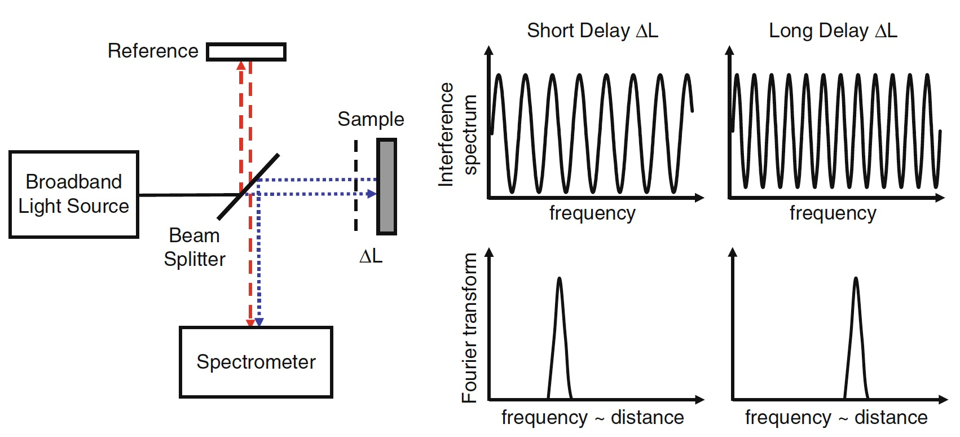 Reference
Sample
Broadband
Light Source
Beam
Splitter
ΔL
Spectrometer
Short Delay ΔL
Long Delay ΔL
Interference
spectrum
frequency
frequency
Fourier transform
frequency ~ distance
frequency ~ distance